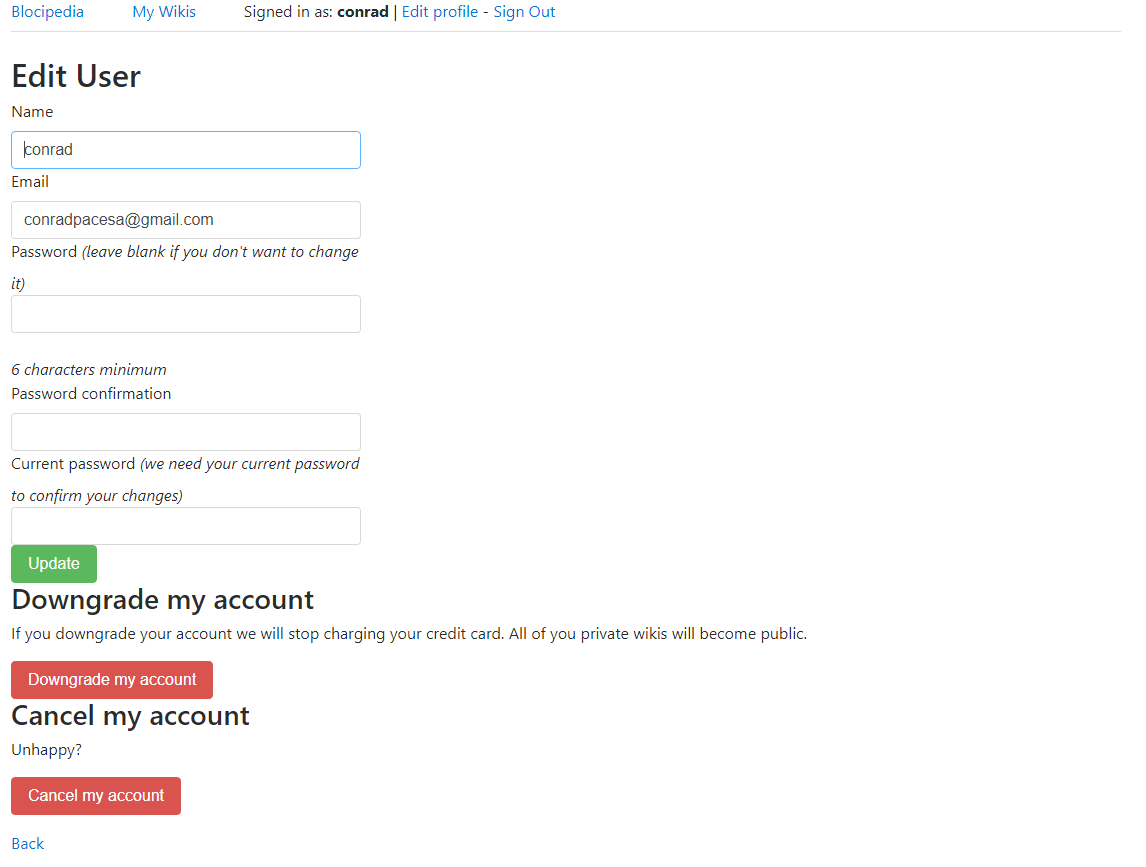 Blocipedia My Wikis Signed in as: conrad | Edit profile - Sign Out
Edit User
Name
conrad
Email
conradpacesa@gmail.com
Password (leave blank if you don't want to change
it)
6 characters minimum
Password confirmation
Current password (we need your current password
to confirm your changes)
Update
Downgrade my account
If you downgrade your account we will stop charging your credit card. All of you private wikis will become public.
Downgrade my account
Cancel my account
Unhappy?
Cancel my account
Back